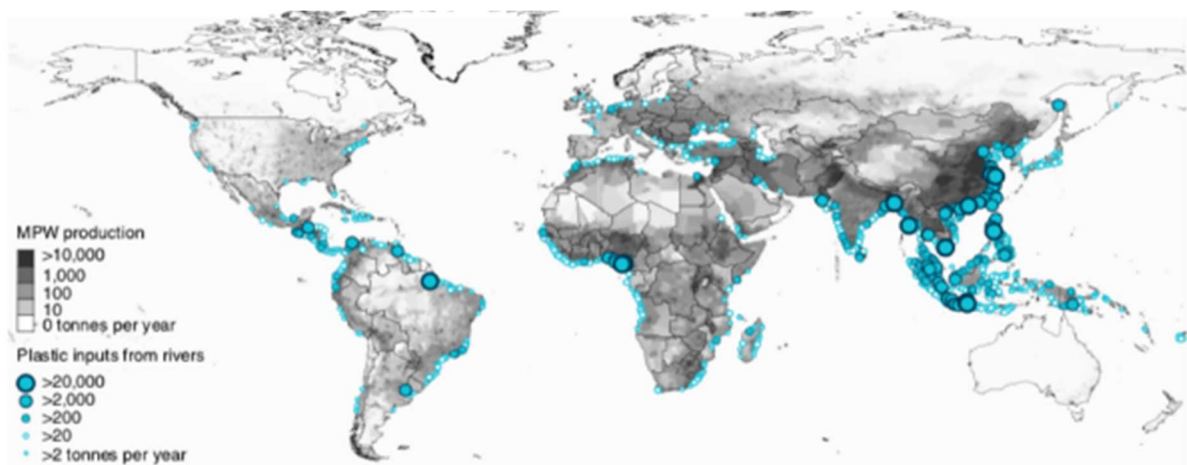 MPW production
>10,000
1,000
100
10
0 tonnes per year
Plastic inputs from rivers
>20,000
>2,000
>200
>20
>2 tonnes per year